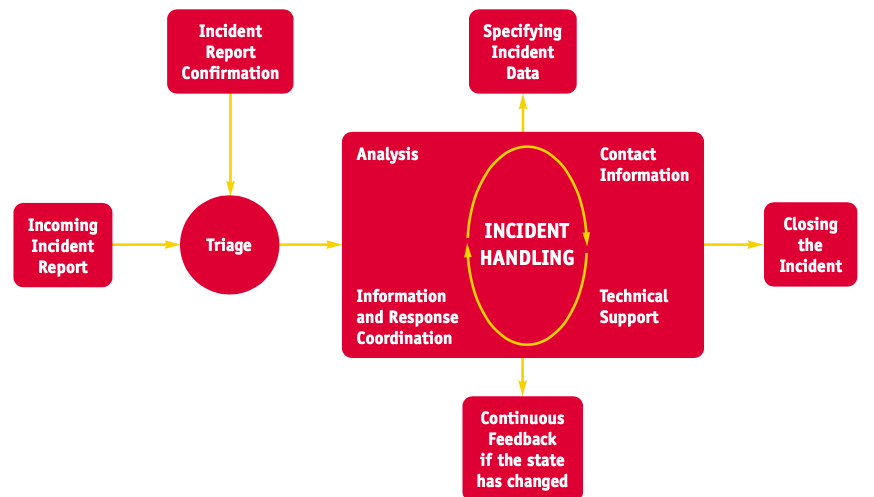 Incident
Report
Confirmation
Specifying
Incident
Data
Incoming
Incident
Report
Triage
Analysis
Contact
Information
INCIDENT
HANDLING
Information
and Response
Coordination
Technical
Support
Closing
the
Incident
Continuous
Feedback
if the state
has changed